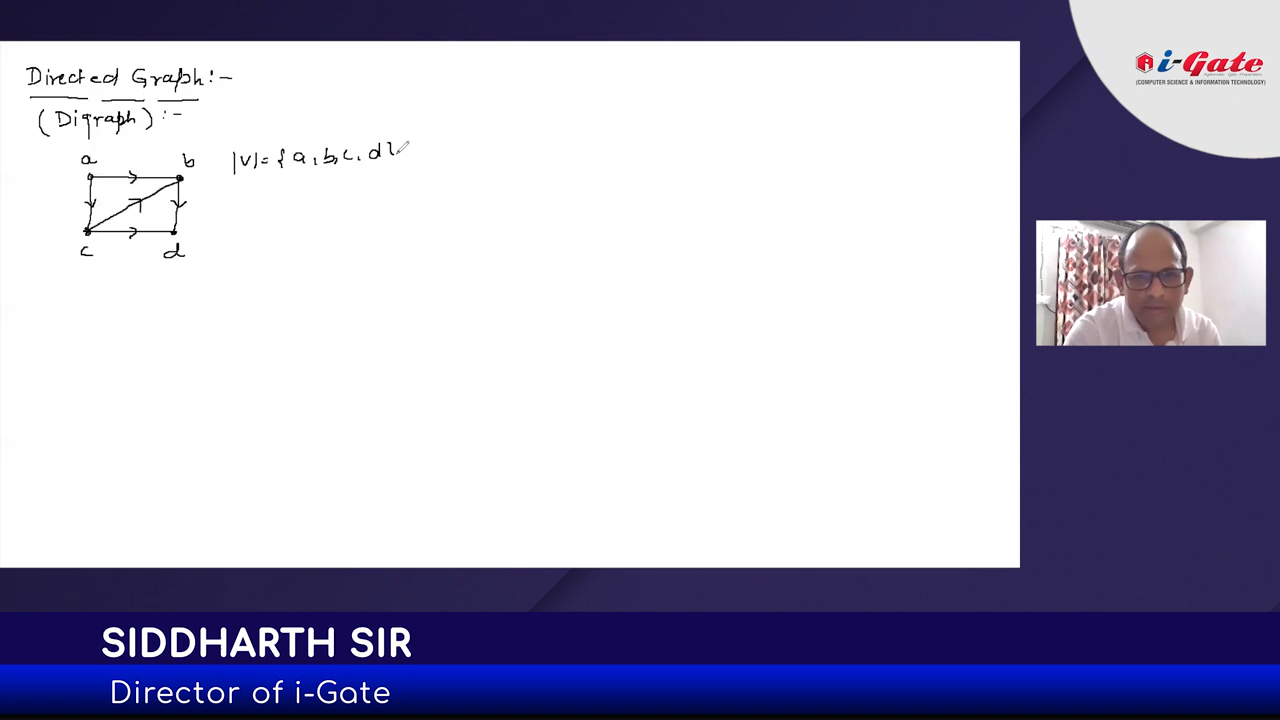 Directed Graph:-
(Digraph):-
a b
|V|= { a, b, c, d }
c d
i-Gate
(COMPUTER SCIENCE & INFORMATION TECHNOLOGY)
SIDDHARTH SIR
Director of i-Gate